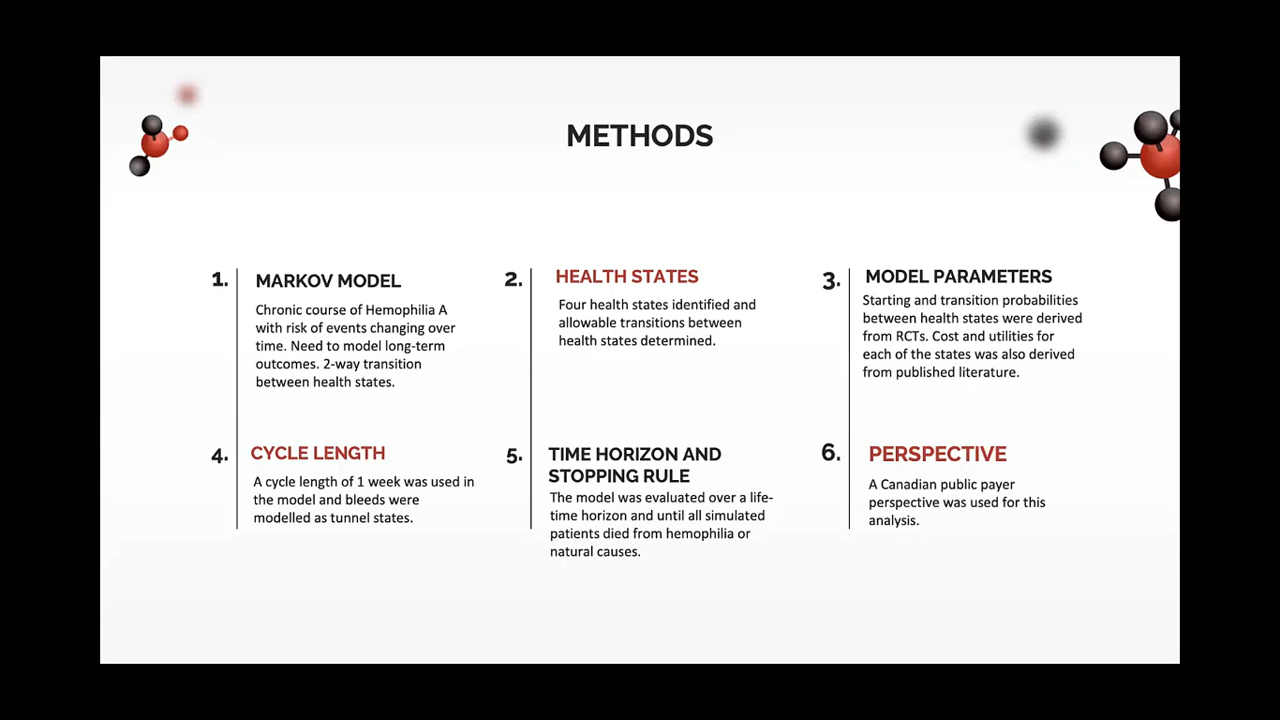 METHODS
1.
MARKOV MODEL
Chronic course of Hemophilia A
with risk of events changing over
time. Need to model long-term
outcomes. 2-way transition
between health states.
2.
HEALTH STATES
Four health states identified and
allowable transitions between
health states determined.
3.
MODEL PARAMETERS
Starting and transition probabilities
between health states were derived
from RCTs. Cost and utilities for
each of the states was also derived
from published literature.
4.
CYCLE LENGTH
A cycle length of 1 week was used in
the model and bleeds were
modelled as tunnel states.
5.
TIME HORIZON AND
STOPPING RULE
The model was evaluated over a life-
time horizon and until all simulated
patients died from hemophilia or
natural causes.
6.
PERSPECTIVE
A Canadian public payer
perspective was used for this
analysis.